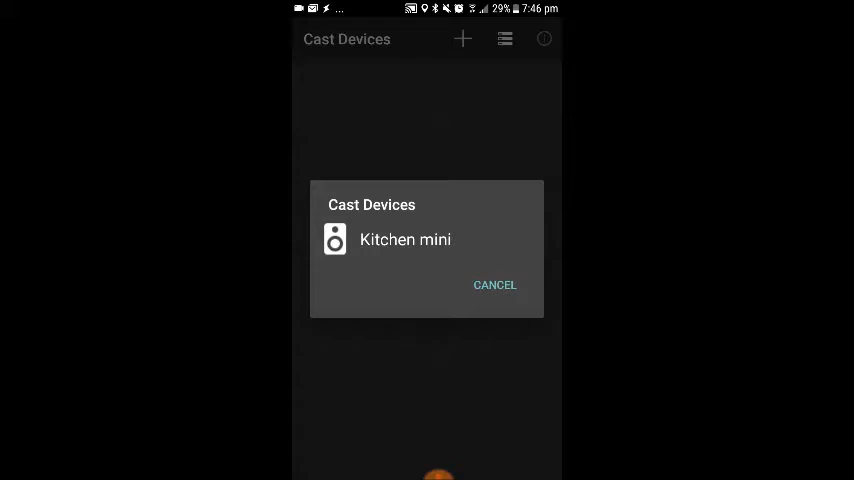 ... 29% 7:46 pm
Cast Devices
Cast Devices
Kitchen mini
CANCEL